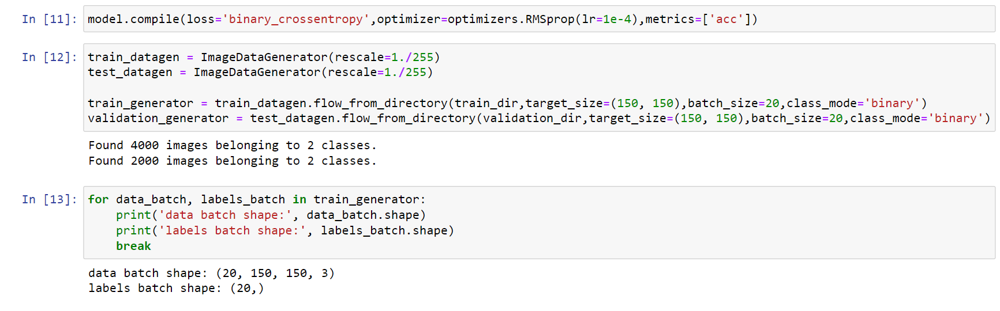 In [11]: model.compile(loss='binary_crossentropy',optimizer=optimizers.RMSprop(lr=1e-4),metrics=['acc'])
In [12]: train_datagen = ImageDataGenerator(rescale=1./255)
test_datagen = ImageDataGenerator(rescale=1./255)
train_generator = train_datagen.flow_from_directory(train_dir,target_size=(150, 150),batch_size=20,class_mode='binary')
validation_generator = test_datagen.flow_from_directory(validation_dir,target_size=(150, 150),batch_size=20,class_mode='binary')
Found 4000 images belonging to 2 classes.
Found 2000 images belonging to 2 classes.
In [13]: for data_batch, labels_batch in train_generator:
    print('data batch shape:', data_batch.shape)
    print('labels batch shape:', labels_batch.shape)
    break
data batch shape: (20, 150, 150, 3)
labels batch shape: (20,)